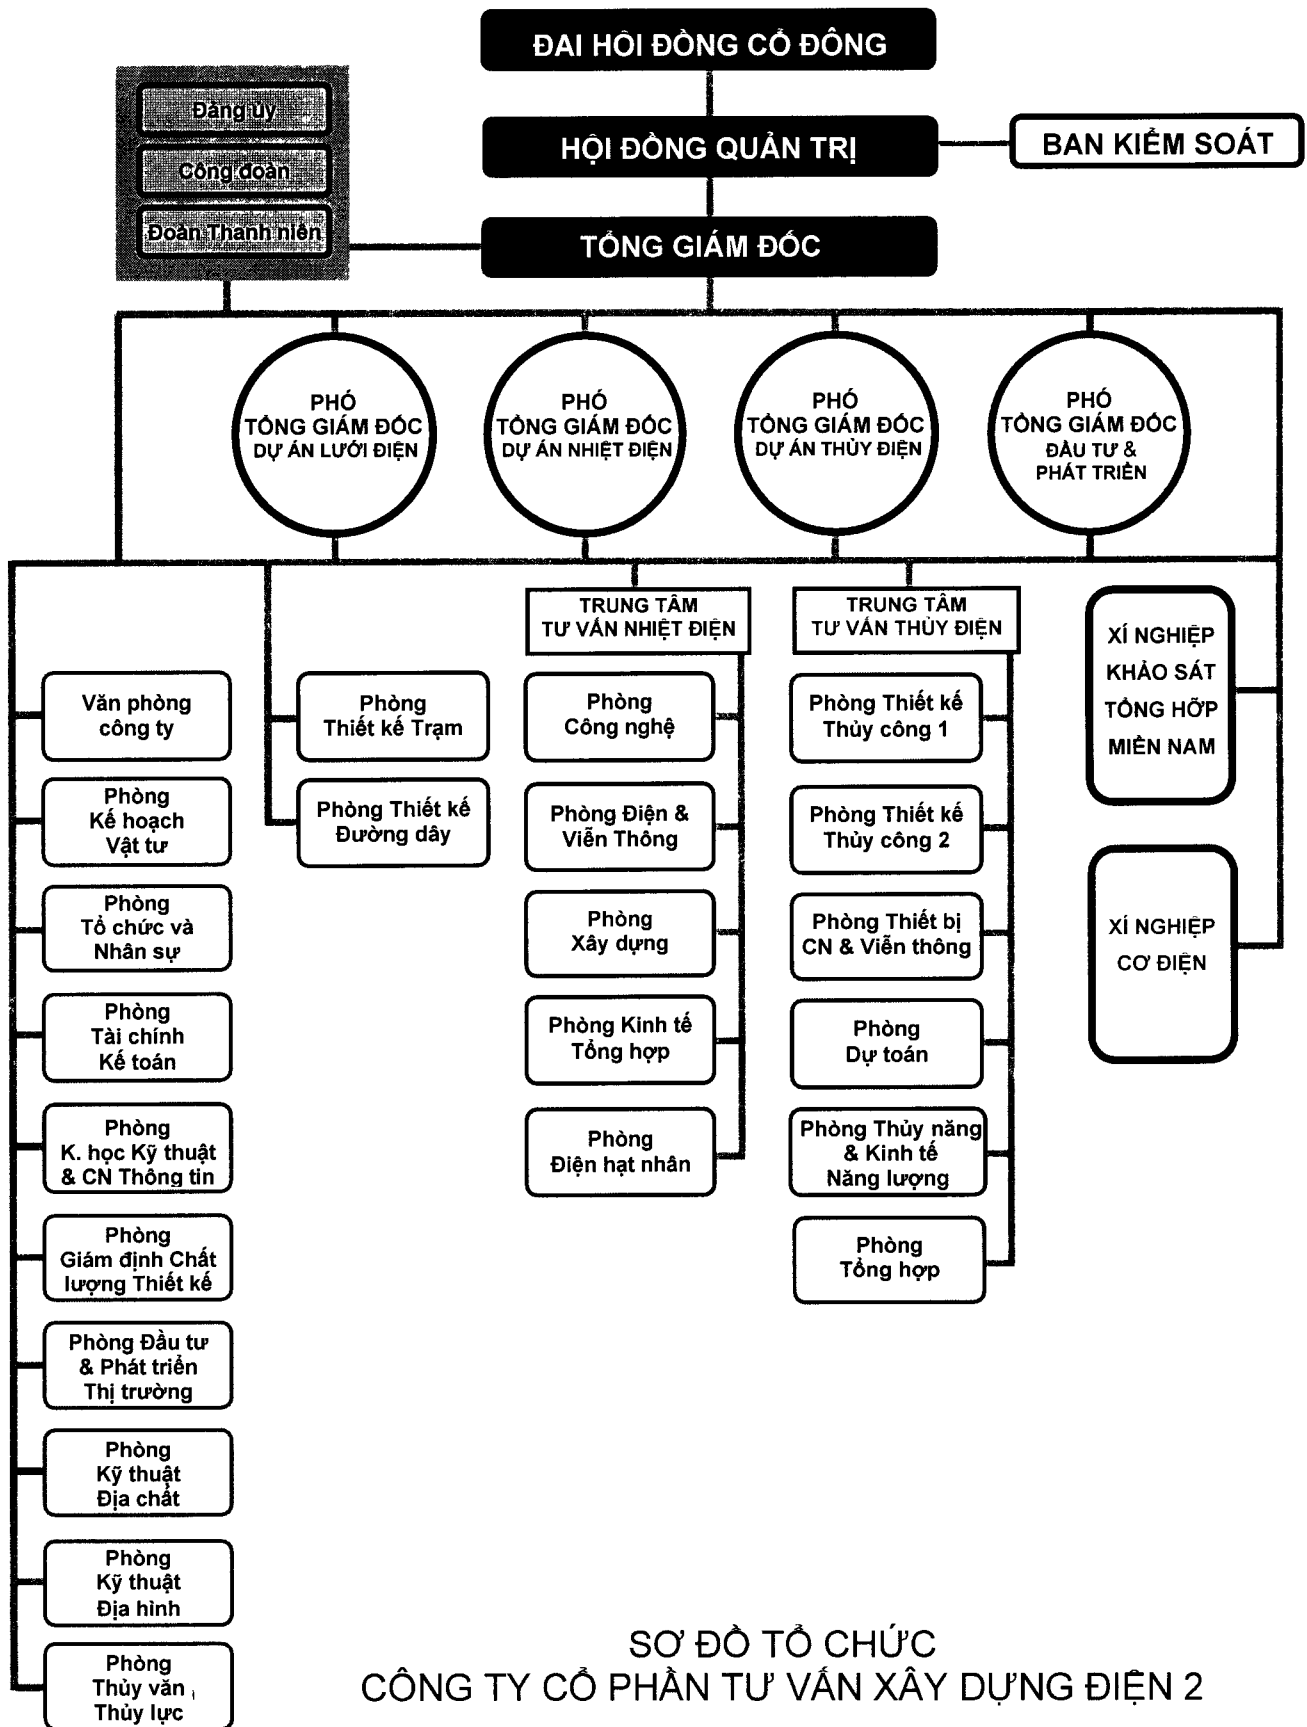 ĐAI HÔI ĐỒNG CỔ ĐÔNG
Đảng ủy
Công đoàn
Đoàn Thanh niên
HỘI ĐỒNG QUẢN TRỊ
BAN KIỂM SOÁT
TỔNG GIÁM ĐỐC
PHÓ
TỔNG GIÁM ĐỐC
DỰ ÁN LƯỚI ĐIỆN
PHÓ
TỔNG GIÁM ĐỐC
DỰ ÁN NHIỆT ĐIỆN
PHÓ
TỔNG GIÁM ĐỐC
DỰ ÁN THỦY ĐIỆN
PHÓ
TỔNG GIÁM ĐỐC
ĐẦU TƯ &
PHÁT TRIỂN
Văn phòng
công ty
Phòng
Kế hoạch
Vật tư
Phòng
Tổ chức và
Nhân sự
Phòng
Tài chính
Kế toán
Phòng
K. học Kỹ thuật
& CN Thông tin
Phòng
Giám định Chất
lượng Thiết kế
Phòng Đầu tư
& Phát triển
Thị trường
Phòng
Kỹ thuật
Địa chất
Phòng
Kỹ thuật
Địa hình
Phòng
Thủy văn
Thủy lực
Phòng
Thiết kế Trạm
Phòng Thiết kế
Đường dây
TRUNG TÂM
TƯ VẤN NHIỆT ĐIỆN
Phòng
Công nghệ
Phòng Điện &
Viễn Thông
Phòng
Xây dựng
Phòng Kinh tế
Tổng hợp
Phòng
Điện hạt nhân
TRUNG TÂM
TƯ VẤN THỦY ĐIỆN
Phòng Thiết kế
Thủy công 1
Phòng Thiết kế
Thủy công 2
Phòng Thiết bị
CN & Viễn thông
Phòng
Dự toán
Phòng Thủy năng
& Kinh tế
Năng lượng
Phòng
Tổng hợp
XÍ NGHIỆP
KHẢO SÁT
TỔNG HỢP
MIỀN NAM
XÍ NGHIỆP
CƠ ĐIỆN
SƠ ĐỒ TỔ CHỨC
CÔNG TY CỔ PHẦN TƯ VẤN XÂY DỰNG ĐIỆN 2